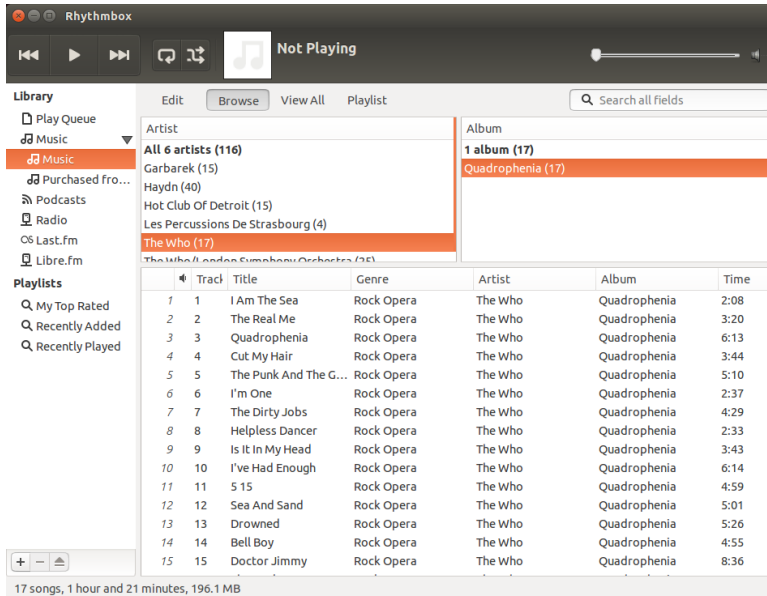 Rhythmbox
Not Playing
Library
Play Queue
Music
Music
Purchased fro...
Podcasts
Radio
Last.fm
Libre.fm
Playlists
My Top Rated
Recently Added
Recently Played
Edit Browse View All Playlist Search all fields
Artist
All 6 artists (116)
Garbarek (15)
Haydn (40)
Hot Club Of Detroit (15)
Les Percussions De Strasbourg (4)
The Who (17)
The Who/London Symphony Orchestra (25)
Album
1 album (17)
Quadrophenia (17)
Track Title Genre Artist Album Time
1 1 I Am The Sea Rock Opera The Who Quadrophenia 2:08
2 2 The Real Me Rock Opera The Who Quadrophenia 3:20
3 3 Quadrophenia Rock Opera The Who Quadrophenia 6:13
4 4 Cut My Hair Rock Opera The Who Quadrophenia 3:44
5 5 The Punk And The G... Rock Opera The Who Quadrophenia 5:10
6 6 I'm One Rock Opera The Who Quadrophenia 2:37
7 7 The Dirty Jobs Rock Opera The Who Quadrophenia 4:29
8 8 Helpless Dancer Rock Opera The Who Quadrophenia 2:33
9 9 Is It In My Head Rock Opera The Who Quadrophenia 3:43
10 10 I've Had Enough Rock Opera The Who Quadrophenia 6:14
11 11 5 15 Rock Opera The Who Quadrophenia 4:59
12 12 Sea And Sand Rock Opera The Who Quadrophenia 5:01
13 13 Drowned Rock Opera The Who Quadrophenia 5:26
14 14 Bell Boy Rock Opera The Who Quadrophenia 4:55
15 15 Doctor Jimmy Rock Opera The Who Quadrophenia 8:36
17 songs, 1 hour and 21 minutes, 196.1 MB